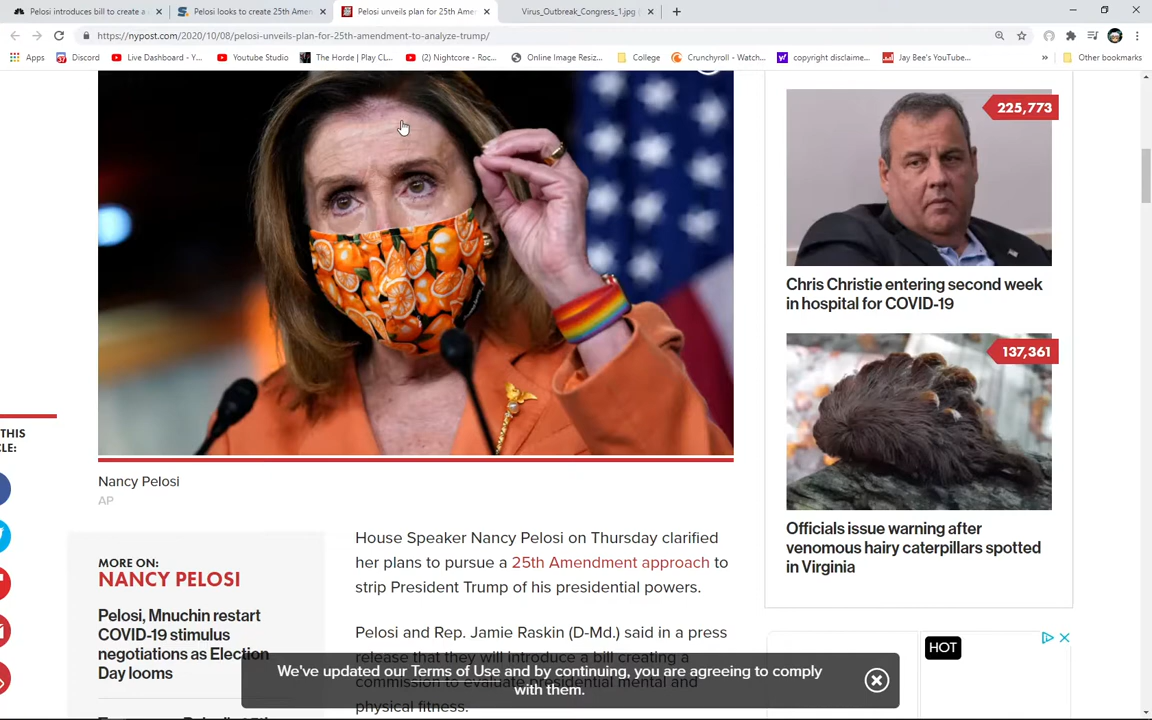 Pelosi introduces bill to create a
Pelosi looks to create 25th Amen
Pelosi unveils plan for 25th Ame
Virus_Outbreak_Congress_1.jpg
https://nypost.com/2020/10/08/pelosi-unveils-plan-for-25th-amendment-to-analyze-trump/
Apps
Discord
Live Dashboard - Y...
YouTube Studio
The Horde | Play CL...
(2) Nightcore - Roc...
Online Image Resiz...
College
Crunchyroll - Watch...
copyright disclaime...
Jay Bee's YouTube...
»
Other bookmarks
225,773
Chris Christie entering second week
in hospital for COVID-19
137,361
Officials issue warning after
venomous hairy caterpillars spotted
in Virginia
THIS
CLE:
Nancy Pelosi
AP
MORE ON:
NANCY PELOSI
Pelosi, Mnuchin restart
COVID-19 stimulus
negotiations as Election
Day looms
House Speaker Nancy Pelosi on Thursday clarified
her plans to pursue a 25th Amendment approach to
strip President Trump of his presidential powers.
Pelosi and Rep. Jamie Raskin (D-Md.) said in a press
release that they will introduce a bill creating a
commission to evaluate presidential mental and
physical fitness.
We've updated our Terms of Use and by continuing, you are agreeing to comply
with them.
HOT